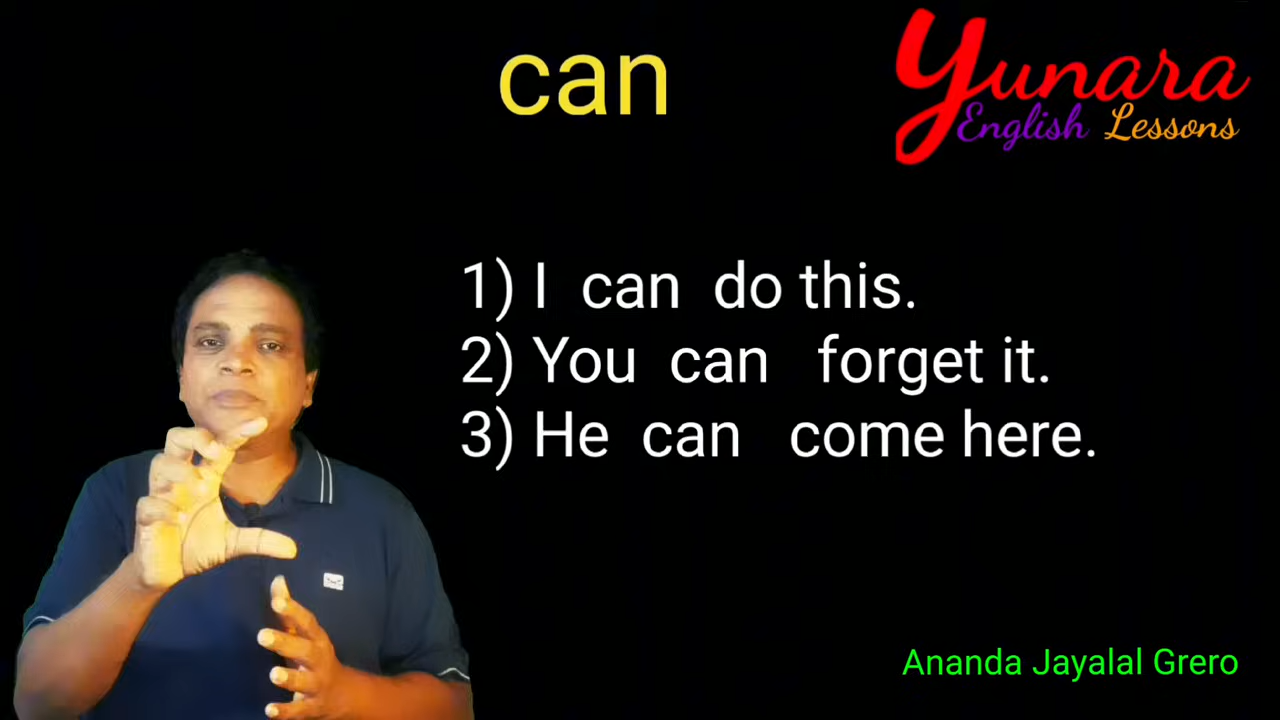 can
Yunara
English Lessons
1) I can do this.
2) You can forget it.
3) He can come here.
Ananda Jayalal Grero